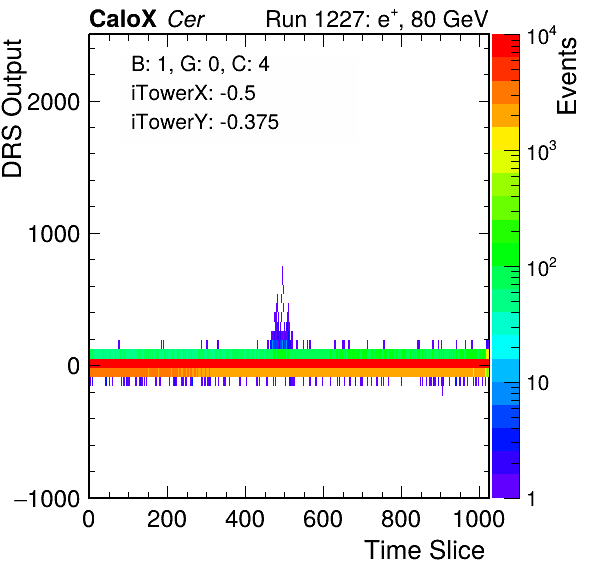 CaloX Cer Run 1227: e⁺, 80 GeV
B: 1, G: 0, C: 4
iTowerX: -0.5
iTowerY: -0.375
DRS Output
2000
1000
0
−1000
0 200 400 600 800 1000
Time Slice
Events
10⁴
10³
10²
10
1